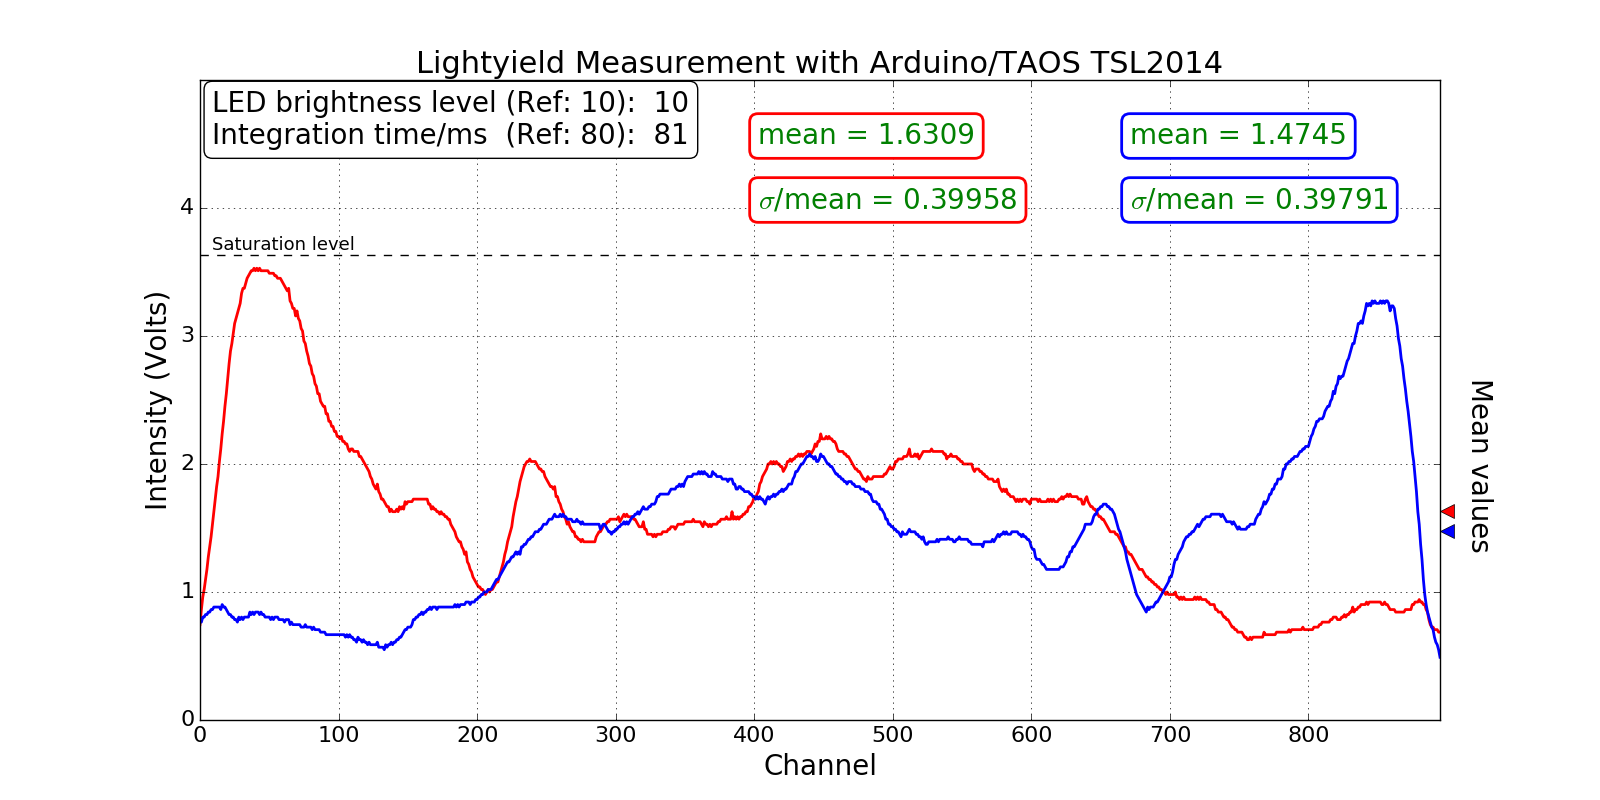 Lightyield Measurement with Arduino/TAOS TSL2014
LED brightness level (Ref: 10): 10
Integration time/ms (Ref: 80): 81
mean = 1.6309
mean = 1.4745
σ/mean = 0.39958
σ/mean = 0.39791
Saturation level
Intensity (Volts)
4
3
2
1
0
Mean values
0 100 200 300 400 500 600 700 800
Channel